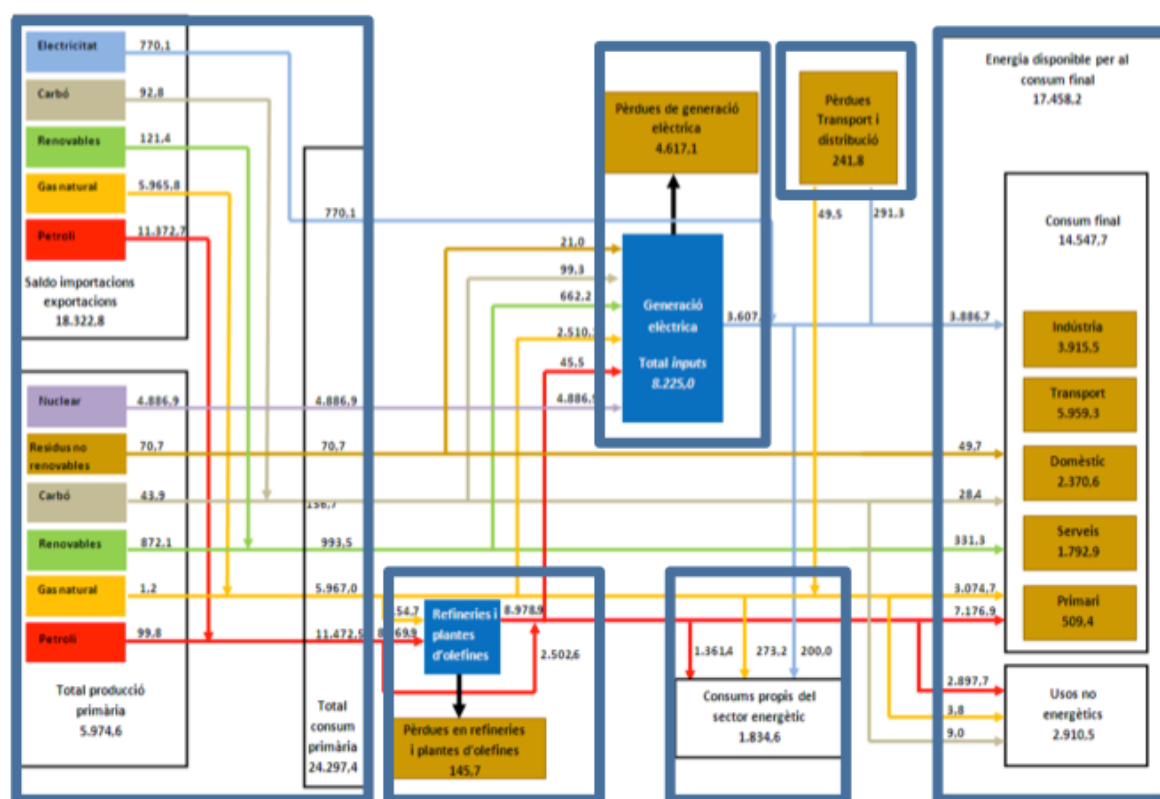 Electricitat
770,1
Carbó
92,8
Renovables
121,4
Gas natural
5.965,8
Petroli
11.372,7
Saldo importacions
exportacions
18.322,8
Nuclear
4.886,9
Residus no
renovables
70,7
Carbó
43,9
Renovables
872,1
Gas natural
1,2
Petroli
99,8
Total producció
primària
5.974,6
770,1
4.886,9
70,7
993,5
5.967,0
11.472,5
Total
consum
primària
24.297,4
Pèrdues de generació
elèctrica
4.617,1
21,0
99,3
662,2
45,5
4.886,9
Generació
elèctrica
Total inputs
8.225,0
3.607,
Pèrdues
Transport i
distribució
241,8
49,5
291,3
Refineries i
plantes
d'olefines
8.978,9
2.502,6
Pèrdues en refineries
i plantes d'olefines
145,7
1.361,4
273,2
200,0
Consums propis del
sector energètic
1.834,6
Energia disponible per al
consum final
17.458,2
Consum final
14.547,7
3.886,7
Indústria
3.915,5
Transport
5.959,3
49,7
Domèstic
2.370,6
28,4
Serveis
1.792,9
331,3
3.074,7
Primari
509,4
7.176,9
2.897,7
3,8
9,0
Usos no
energètics
2.910,5